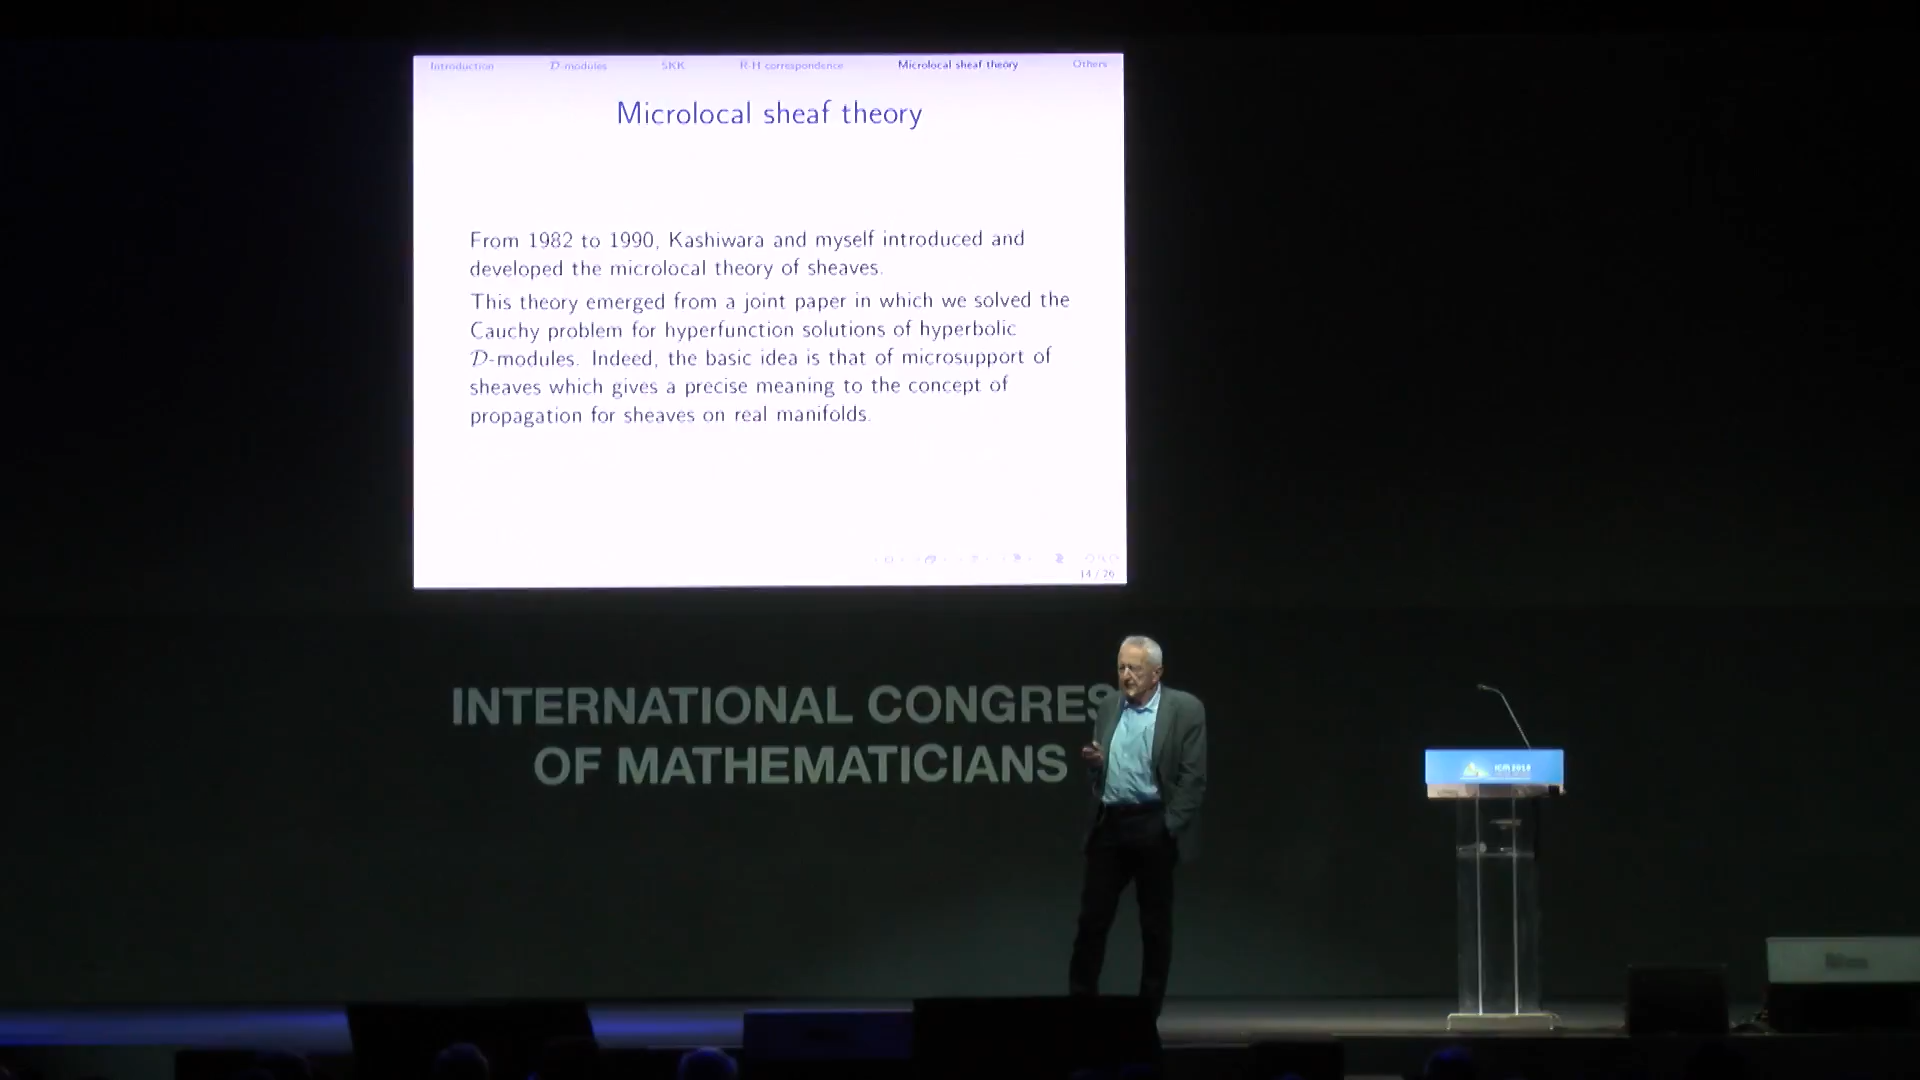 Introduction D-modules SKK R-H correspondence Microlocal sheaf theory Others
Microlocal sheaf theory
From 1982 to 1990, Kashiwara and myself introduced and
developed the microlocal theory of sheaves.
This theory emerged from a joint paper in which we solved the
Cauchy problem for hyperfunction solutions of hyperbolic
D-modules. Indeed, the basic idea is that of microsupport of
sheaves which gives a precise meaning to the concept of
propagation for sheaves on real manifolds.
14 / 26
INTERNATIONAL CONGRES
OF MATHEMATICIANS
ICM 2018